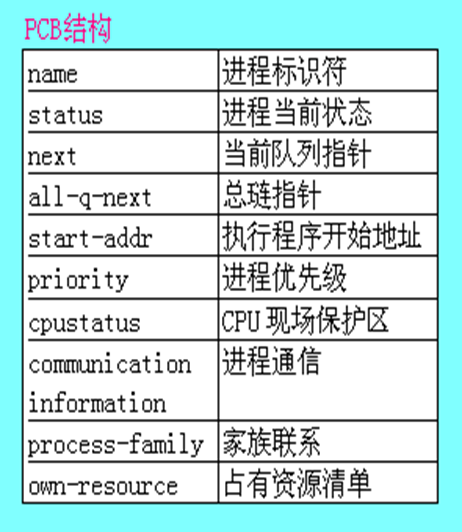 PCB结构
name 进程标识符
status 进程当前状态
next 当前队列指针
all-q-next 总链指针
start-addr 执行程序开始地址
priority 进程优先级
cpustatus CPU 现场保护区
communication 进程通信
information
process-family 家族联系
own-resource 占有资源清单